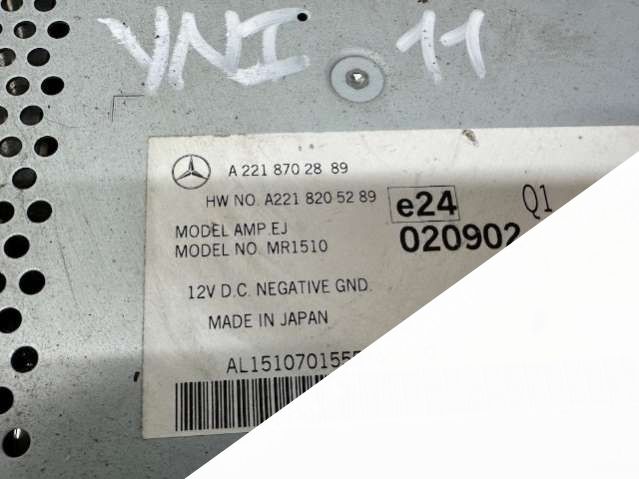 YNI 11
A 221 870 28 89
HW NO. A221 820 52 89
e24
Q1
MODEL AMP.EJ
020902
MODEL NO. MR1510
12V D.C. NEGATIVE GND.
MADE IN JAPAN